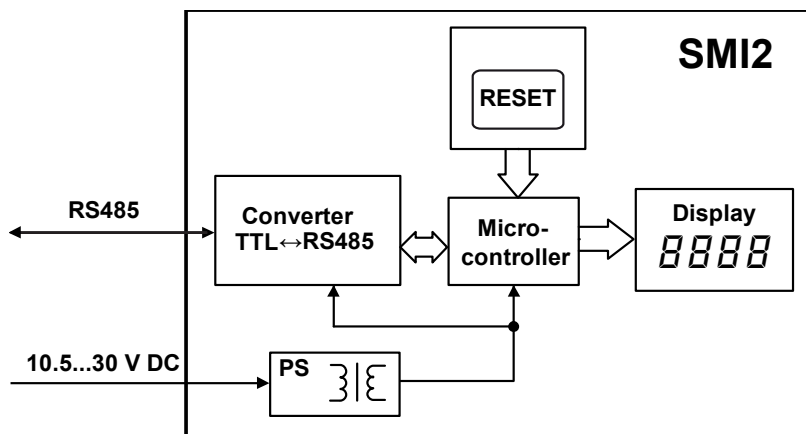 SMI2
RESET
RS485
Converter
TTL↔RS485
Micro-
controller
Display
8888
10.5...30 V DC
PS